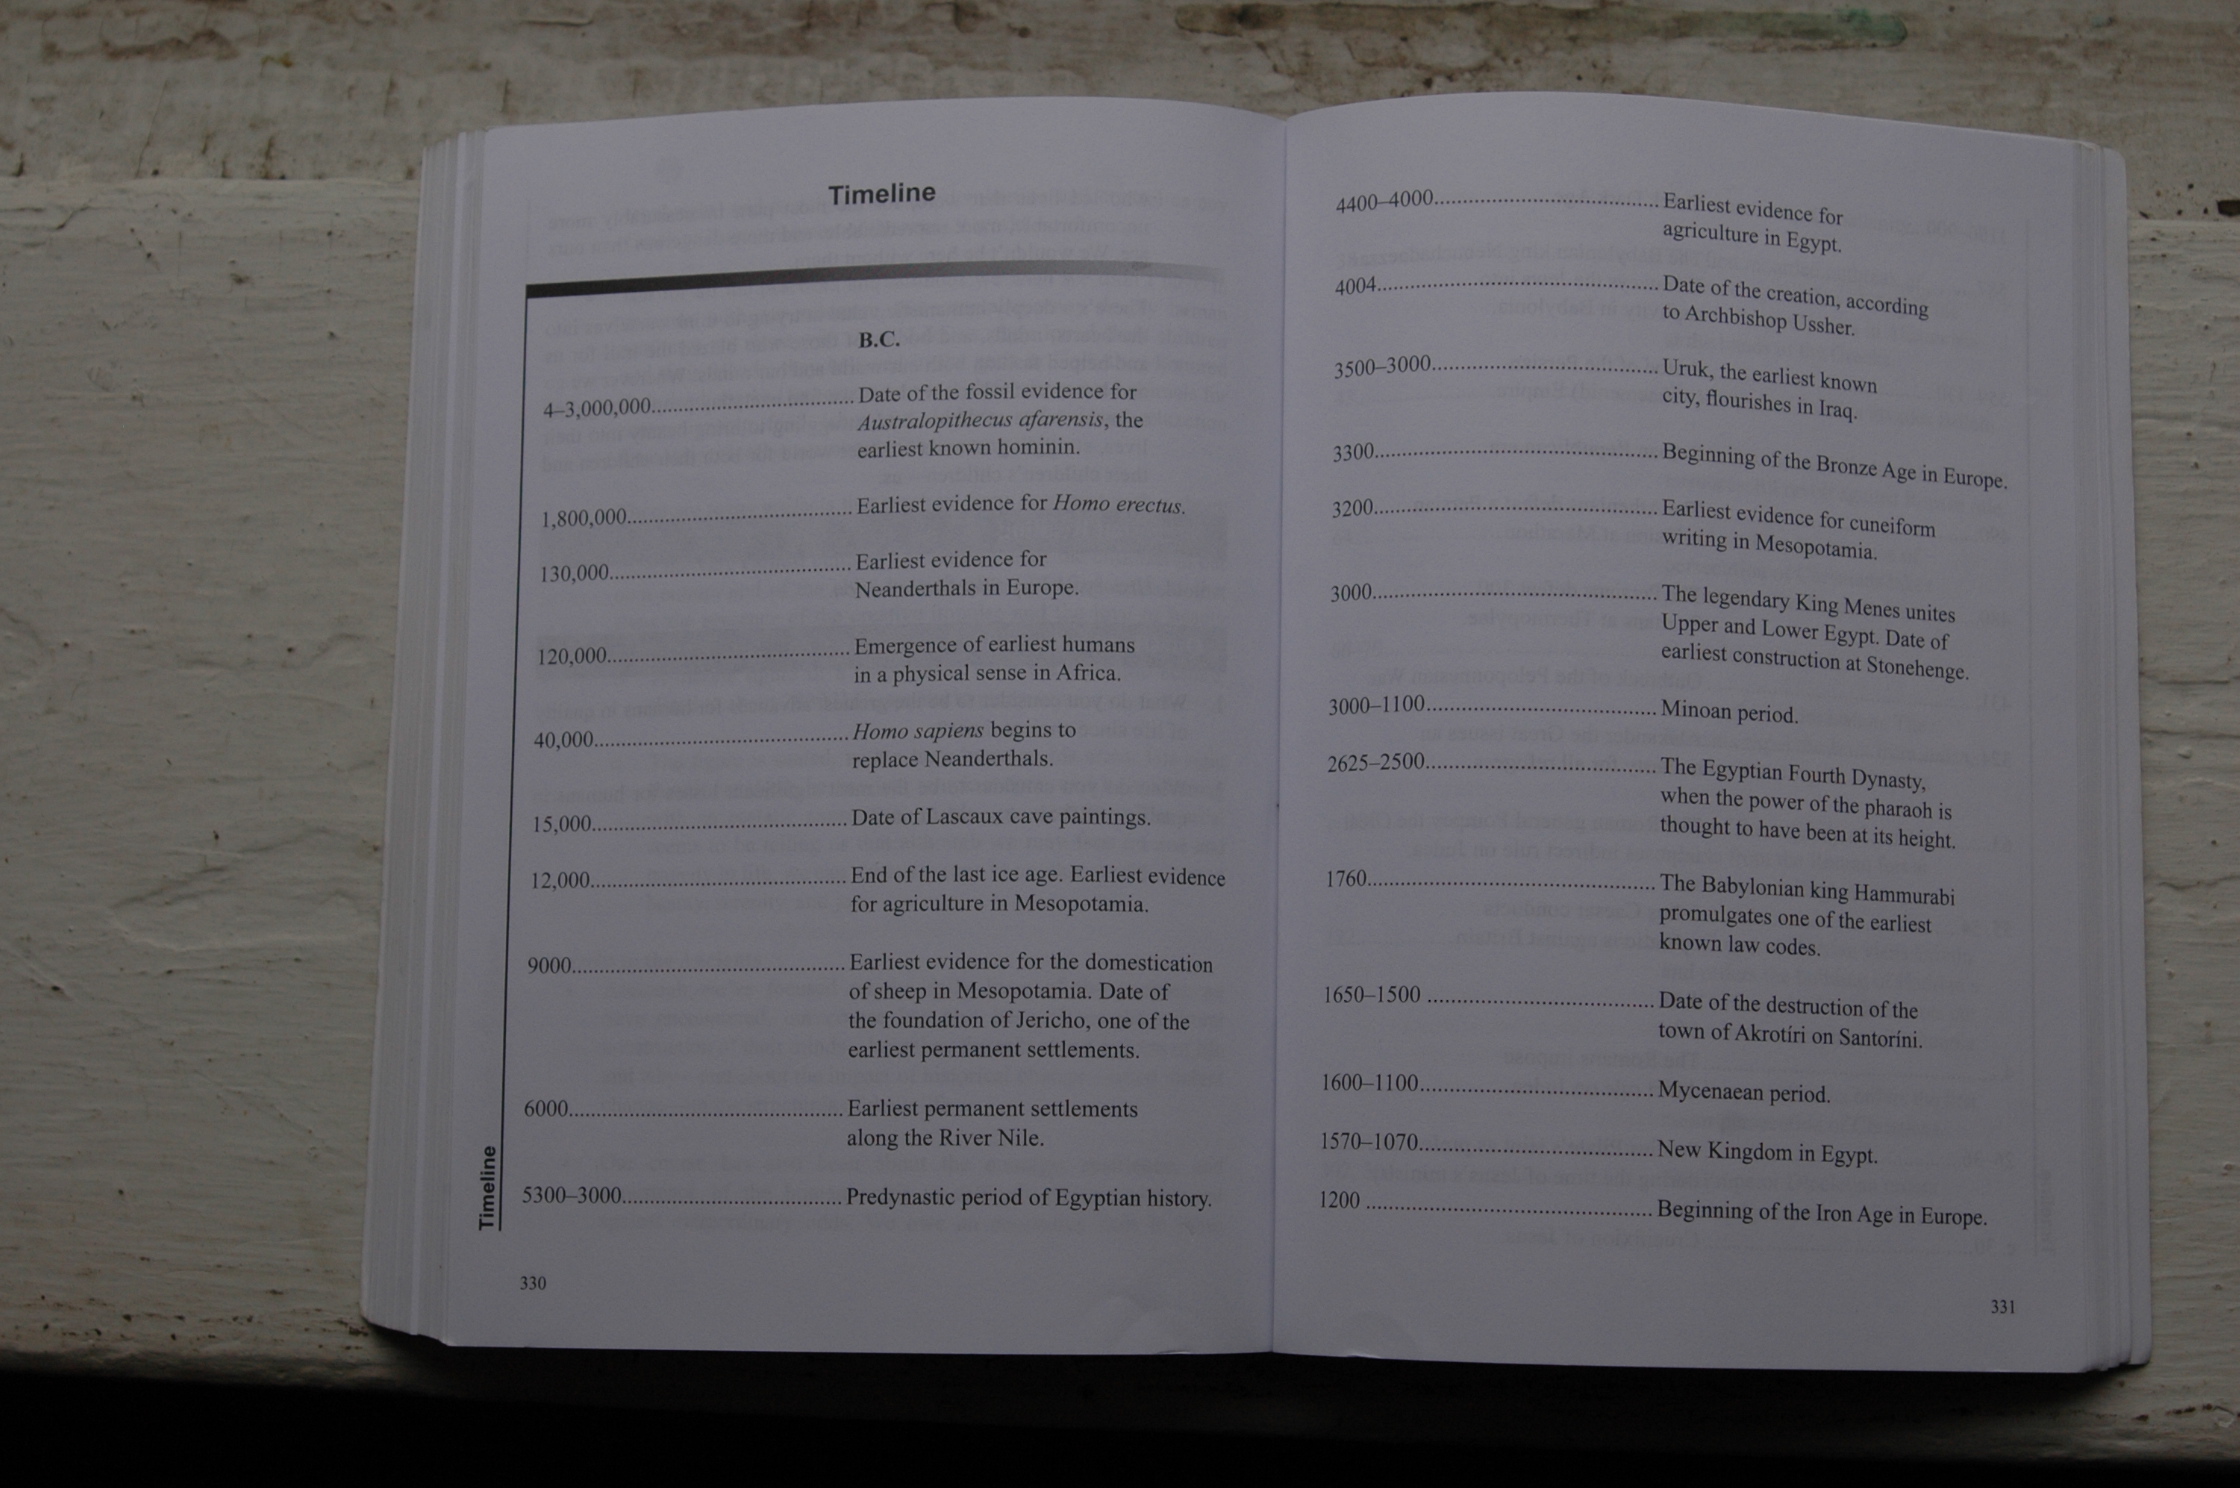 Timeline
B.C.
4–3,000,000.......................................Date of the fossil evidence for
Australopithecus afarensis, the
earliest known hominin.
1,800,000...........................................Earliest evidence for Homo erectus.
130,000..............................................Earliest evidence for
Neanderthals in Europe.
120,000..............................................Emergence of earliest humans
in a physical sense in Africa.
40,000................................................Homo sapiens begins to
replace Neanderthals.
15,000................................................Date of Lascaux cave paintings.
12,000................................................End of the last ice age. Earliest evidence
for agriculture in Mesopotamia.
9000...................................................Earliest evidence for the domestication
of sheep in Mesopotamia. Date of
the foundation of Jericho, one of the
earliest permanent settlements.
6000...................................................Earliest permanent settlements
along the River Nile.
5300–3000.........................................Predynastic period of Egyptian history.
Timeline
330
4400–4000.........................................Earliest evidence for
agriculture in Egypt.
4004...................................................Date of the creation, according
to Archbishop Ussher.
3500–3000.........................................Uruk, the earliest known
city, flourishes in Iraq.
3300...................................................Beginning of the Bronze Age in Europe.
3200...................................................Earliest evidence for cuneiform
writing in Mesopotamia.
3000...................................................The legendary King Menes unites
Upper and Lower Egypt. Date of
earliest construction at Stonehenge.
3000–1100.........................................Minoan period.
2625–2500.........................................The Egyptian Fourth Dynasty,
when the power of the pharaoh is
thought to have been at its height.
1760...................................................The Babylonian king Hammurabi
promulgates one of the earliest
known law codes.
1650–1500 ........................................Date of the destruction of the
town of Akrotíri on Santoríni.
1600–1100.........................................Mycenaean period.
1570–1070.........................................New Kingdom in Egypt.
1200 ..................................................Beginning of the Iron Age in Europe.
331